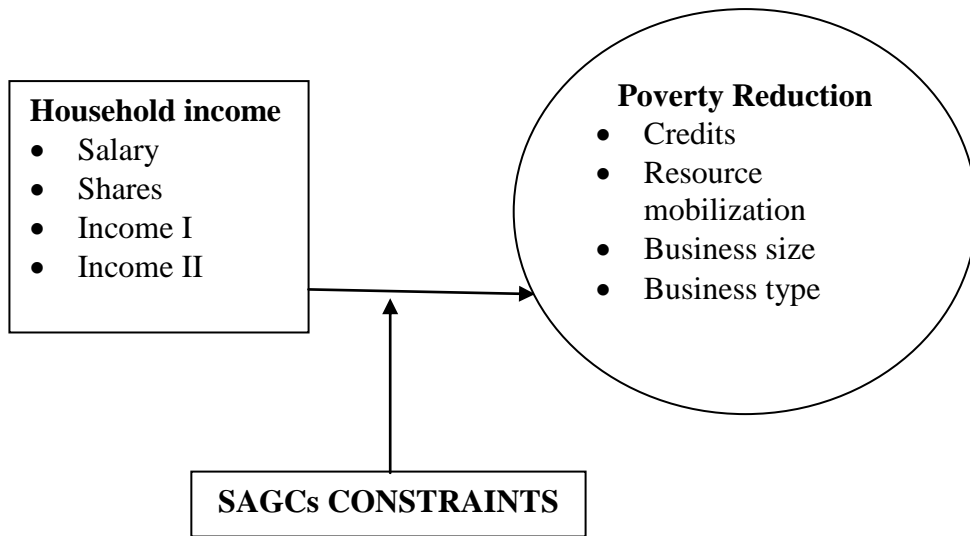 Household income
• Salary
• Shares
• Income I
• Income II
Poverty Reduction
• Credits
• Resource
mobilization
• Business size
• Business type
SAGCs CONSTRAINTS